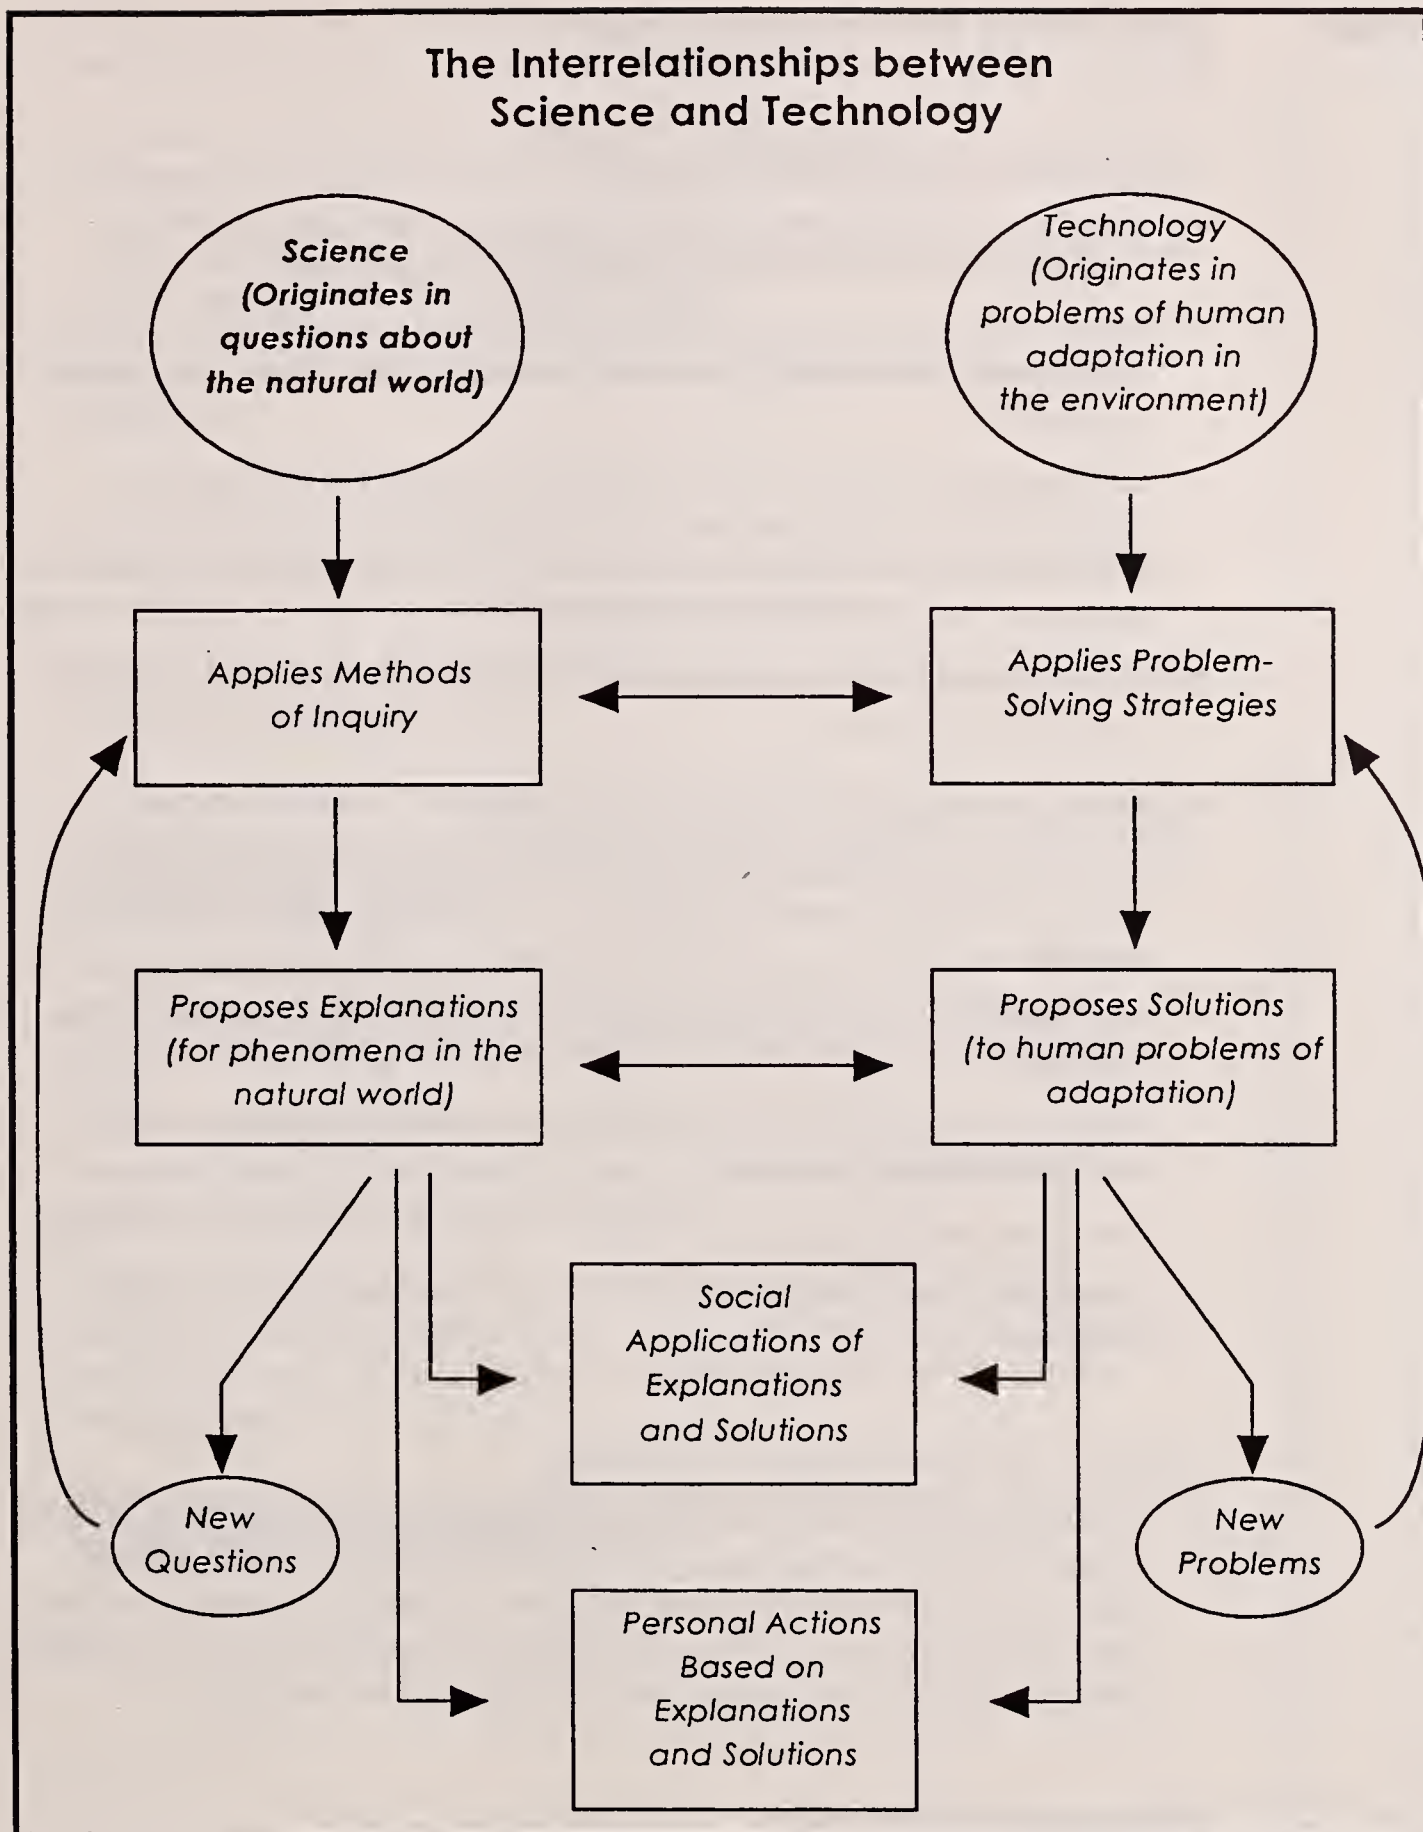 The Interrelationships between
Science and Technology
Science
(Originates in
questions about
the natural world)
Technology
(Originates in
problems of human
adaptation in
the environment)
Applies Methods
of Inquiry
Applies Problem-
Solving Strategies
Proposes Explanations
(for phenomena in the
natural world)
Proposes Solutions
(to human problems of
adaptation)
Social
Applications of
Explanations
and Solutions
New
Questions
New
Problems
Personal Actions
Based on
Explanations
and Solutions